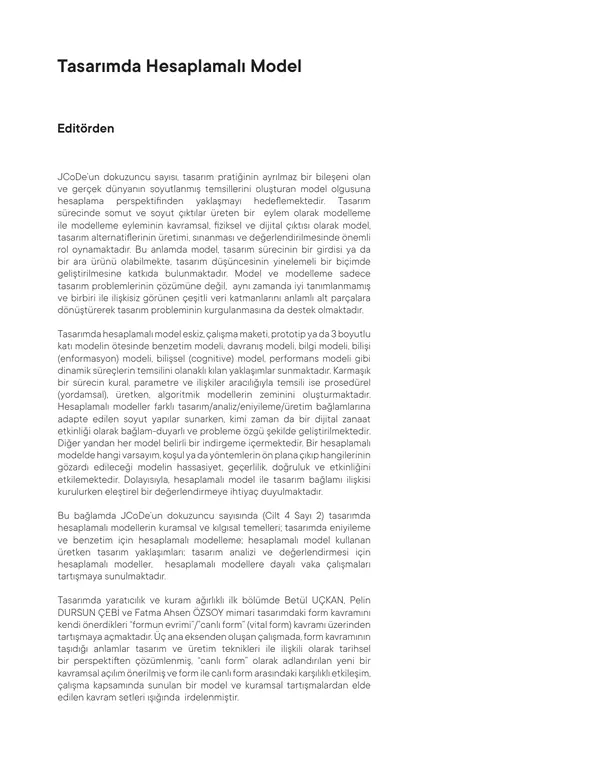 Tasarımda Hesaplamalı Model
Editörden
JCoDe'un dokuzuncu sayısı, tasarım pratiğinin ayrılmaz bir bileşeni olan
ve gerçek dünyanın soyutlanmış temsillerini oluşturan model olgusuna
hesaplama perspektifinden yaklaşmayı hedeflemektedir. Tasarım
sürecinde somut ve soyut çıktılar üreten bir eylem olarak modelleme
ile modelleme eyleminin kavramsal, fiziksel ve dijital çıktısı olarak model,
tasarım alternatiflerinin üretimi, sınanması ve değerlendirilmesinde önemli
rol oynamaktadır. Bu anlamda model, tasarım sürecinin bir girdisi ya da
bir ara ürünü olabilmekte, tasarım düşüncesinin yinelemeli bir biçimde
geliştirilmesine katkıda bulunmaktadır. Model ve modelleme sadece
tasarım problemlerinin çözümüne değil, aynı zamanda iyi tanımlanmamış
ve birbiri ile ilişkisiz görünen çeşitli veri katmanlarını anlamlı alt parçalara
dönüştürerek tasarım probleminin kurgulanmasına da destek olmaktadır.
Tasarımda hesaplamalı model eskiz, çalışma maketi, prototip ya da 3 boyutlu
katı modelin ötesinde benzetim modeli, davranış modeli, bilgi modeli, bilişi
(enformasyon) modeli, bilişsel (cognitive) model, performans modeli gibi
dinamik süreçlerin temsilini olanaklı kılan yaklaşımlar sunmaktadır. Karmaşık
bir sürecin kural, parametre ve ilişkiler aracılığıyla temsili ise prosedürel
(yordamsal), üretken, algoritmik modellerin zeminini oluşturmaktadır.
Hesaplamalı modeller farklı tasarım/analiz/eniyileme/üretim bağlamlarına
adapte edilen soyut yapılar sunarken, kimi zaman da bir dijital zanaat
etkinliği olarak bağlam-duyarlı ve probleme özgü şekilde geliştirilmektedir.
Diğer yandan her model belirli bir indirgeme içermektedir. Bir hesaplamalı
modelde hangi varsayım, koşul ya da yöntemlerin ön plana çıkıp hangilerinin
gözardı edileceği modelin hassasiyet, geçerlilik, doğruluk ve etkinliğini
etkilemektedir. Dolayısıyla, hesaplamalı model ile tasarım bağlamı ilişkisi
kurulurken eleştirel bir değerlendirmeye ihtiyaç duyulmaktadır.
Bu bağlamda JCoDe'un dokuzuncu sayısında (Cilt 4 Sayı 2) tasarımda
hesaplamalı modellerin kuramsal ve kılgısal temelleri; tasarımda eniyileme
ve benzetim için hesaplamalı modelleme; hesaplamalı model kullanan
üretken tasarım yaklaşımları; tasarım analizi ve değerlendirmesi için
hesaplamalı modeller, hesaplamalı modellere dayalı vaka çalışmaları
tartışmaya sunulmaktadır.
Tasarımda yaratıcılık ve kuram ağırlıklı ilk bölümde Betül UÇKAN, Pelin
DURSUN ÇEBİ ve Fatma Ahsen ÖZSOY mimari tasarımdaki form kavramını
kendi önerdikleri "formun evrimi"/"canlı form" (vital form) kavramı üzerinden
tartışmaya açmaktadır. Üç ana eksenden oluşan çalışmada, form kavramının
taşıdığı anlamlar tasarım ve üretim teknikleri ile ilişkili olarak tarihsel
bir perspektiften çözümlenmiş, "canlı form" olarak adlandırılan yeni bir
kavramsal açılım önerilmiş ve form ile canlı form arasındaki karşılıklı etkileşim,
çalışma kapsamında sunulan bir model ve kuramsal tartışmalardan elde
edilen kavram setleri ışığında irdelenmiştir.